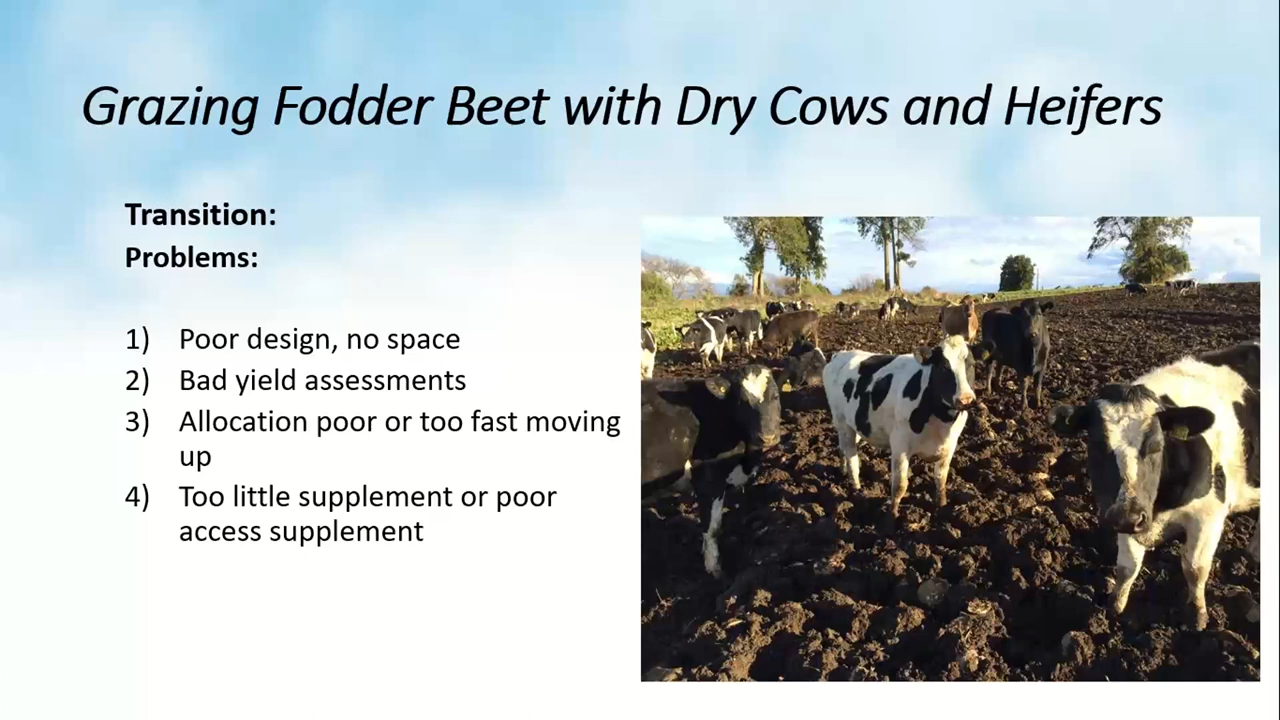 Grazing Fodder Beet with Dry Cows and Heifers
Transition:
Problems:
1) Poor design, no space
2) Bad yield assessments
3) Allocation poor or too fast moving
up
4) Too little supplement or poor
access supplement